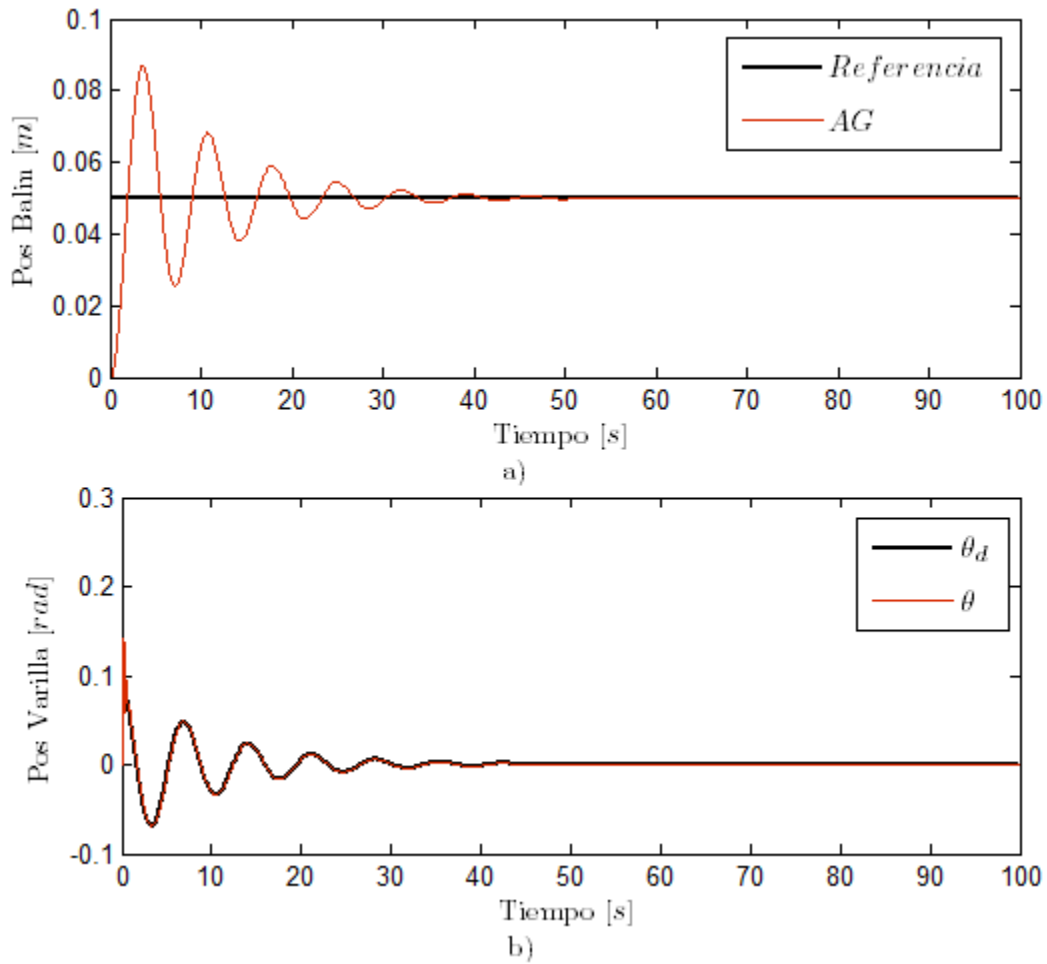 0.1
0.08
0.06
0.04
0.02
0
Pos Balin [m]
Referencia
AG
0 10 20 30 40 50 60 70 80 90 100
Tiempo [s]
a)
0.3
0.2
0.1
0
-0.1
Pos Varilla [rad]
θd
θ
0 10 20 30 40 50 60 70 80 90 100
Tiempo [s]
b)